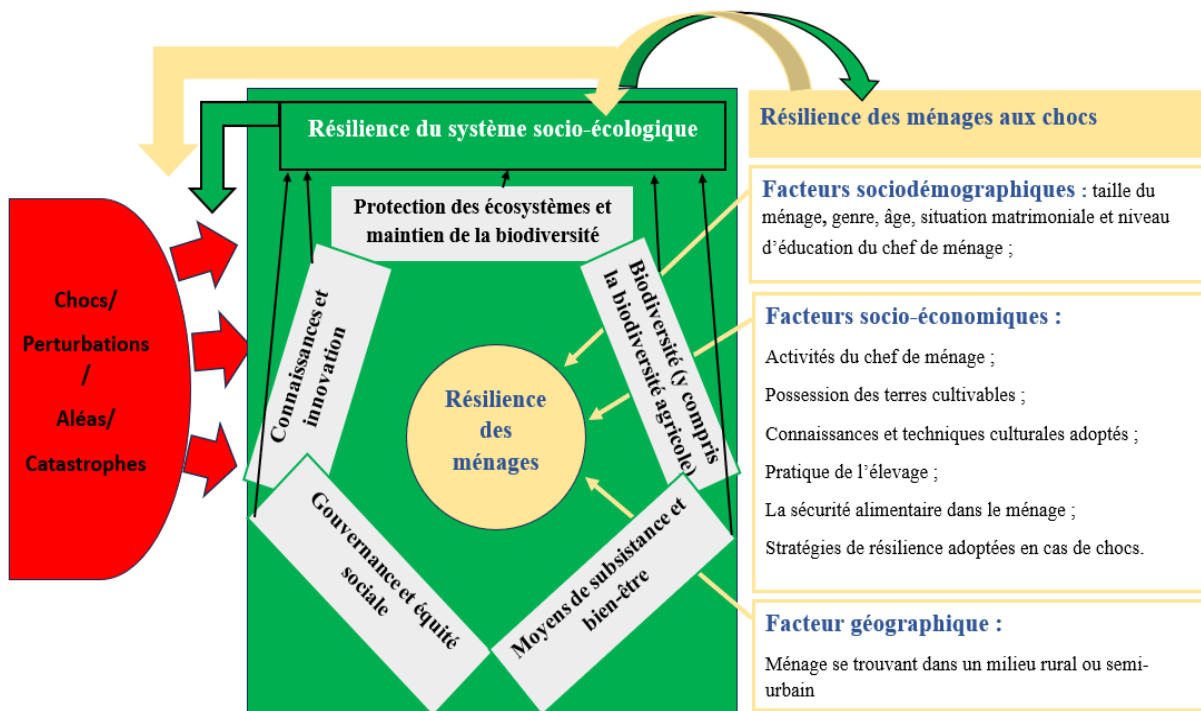 Résilience du système socio-écologique
Protection des écosystèmes et
maintien de la biodiversité
Chocs/
Perturbations
/
Aléas/
Catastrophes
Connaissances et
innovation
Biodiversité (y compris
la biodiversité agricole)
Résilience
des
ménages
Gouvernance et équité
sociale
Moyens de subsistance et
bien-être
Résilience des ménages aux chocs
Facteurs sociodémographiques : taille du
ménage, genre, âge, situation matrimoniale et niveau
d’éducation du chef de ménage ;
Facteurs socio-économiques :
Activités du chef de ménage ;
Possession des terres cultivables ;
Connaissances et techniques culturales adoptés ;
Pratique de l’élevage ;
La sécurité alimentaire dans le ménage ;
Stratégies de résilience adoptées en cas de chocs.
Facteur géographique :
Ménage se trouvant dans un milieu rural ou semi-
urbain